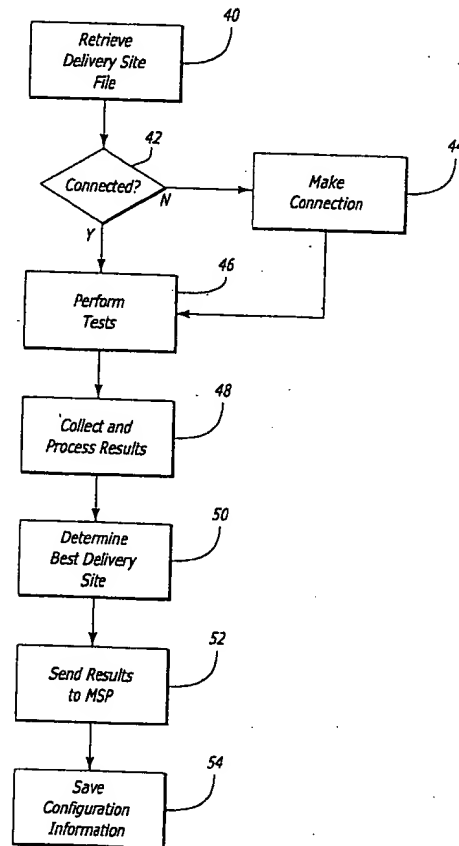 40
Retrieve
Delivery Site
File
42
Connected?
N
Y
44
Make
Connection
46
Perform
Tests
48
Collect and
Process Results
50
Determine
Best Delivery
Site
52
Send Results
to MSP
54
Save
Configuration
Information